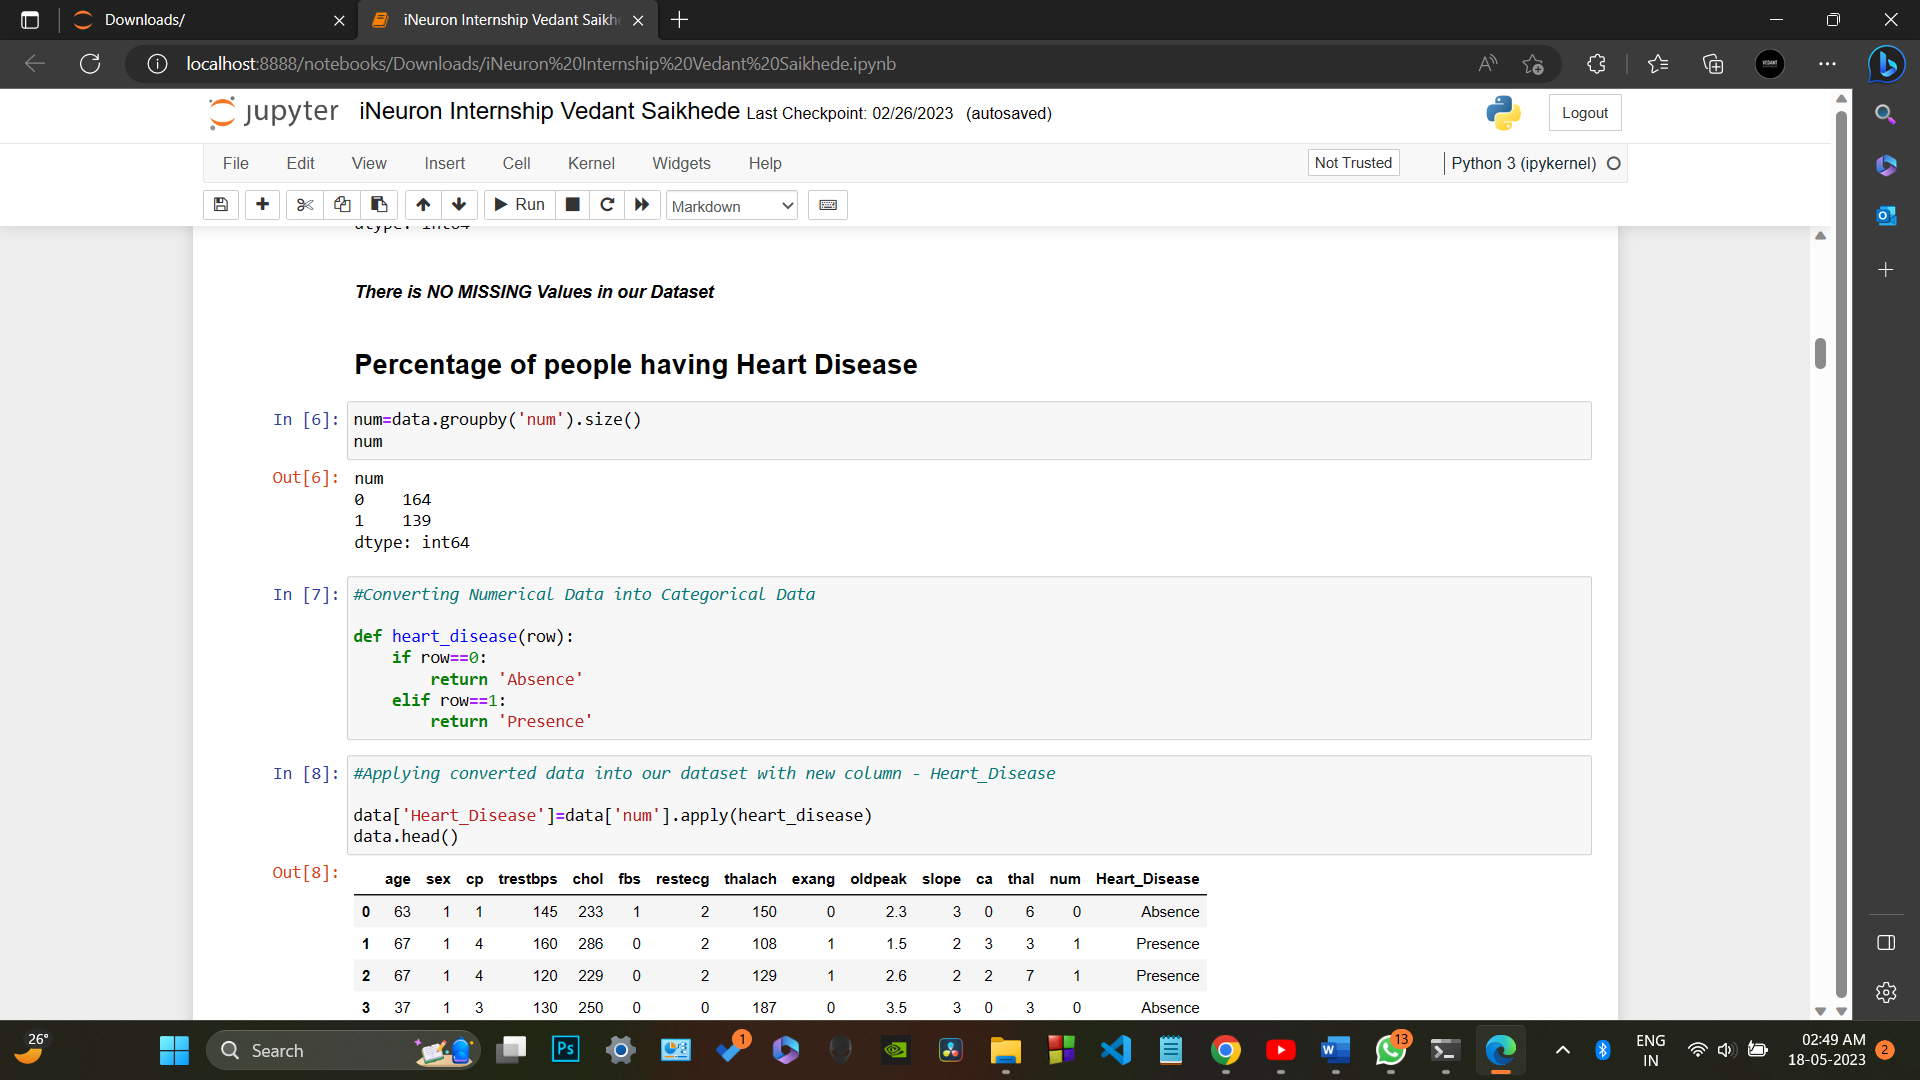 Downloads/
iNeuron Internship Vedant Saikh
localhost:8888/notebooks/Downloads/iNeuron%20Internship%20Vedant%20Saikhede.ipynb
jupyter iNeuron Internship Vedant Saikhede Last Checkpoint: 02/26/2023 (autosaved)
Logout
File Edit View Insert Cell Kernel Widgets Help
Not Trusted
Python 3 (ipykernel)
Run
Markdown
dtype: int64
There is NO MISSING Values in our Dataset
Percentage of people having Heart Disease
In [6]: num=data.groupby('num').size()
num
Out[6]: num
0 164
1 139
dtype: int64
In [7]: #Converting Numerical Data into Categorical Data
def heart_disease(row):
if row==0:
return 'Absence'
elif row==1:
return 'Presence'
In [8]: #Applying converted data into our dataset with new column - Heart_Disease
data['Heart_Disease']=data['num'].apply(heart_disease)
data.head()
Out[8]:
age sex cp trestbps chol fbs restecg thalach exang oldpeak slope ca thal num Heart_Disease
0 63 1 1 145 233 1 2 150 0 2.3 3 0 6 0 Absence
1 67 1 4 160 286 0 2 108 1 1.5 2 3 3 1 Presence
2 67 1 4 120 229 0 2 129 1 2.6 2 2 7 1 Presence
3 37 1 3 130 250 0 0 187 0 3.5 3 0 3 0 Absence
26°
Search
Ps
1
13
ENG
IN
02:49 AM
18-05-2023
2